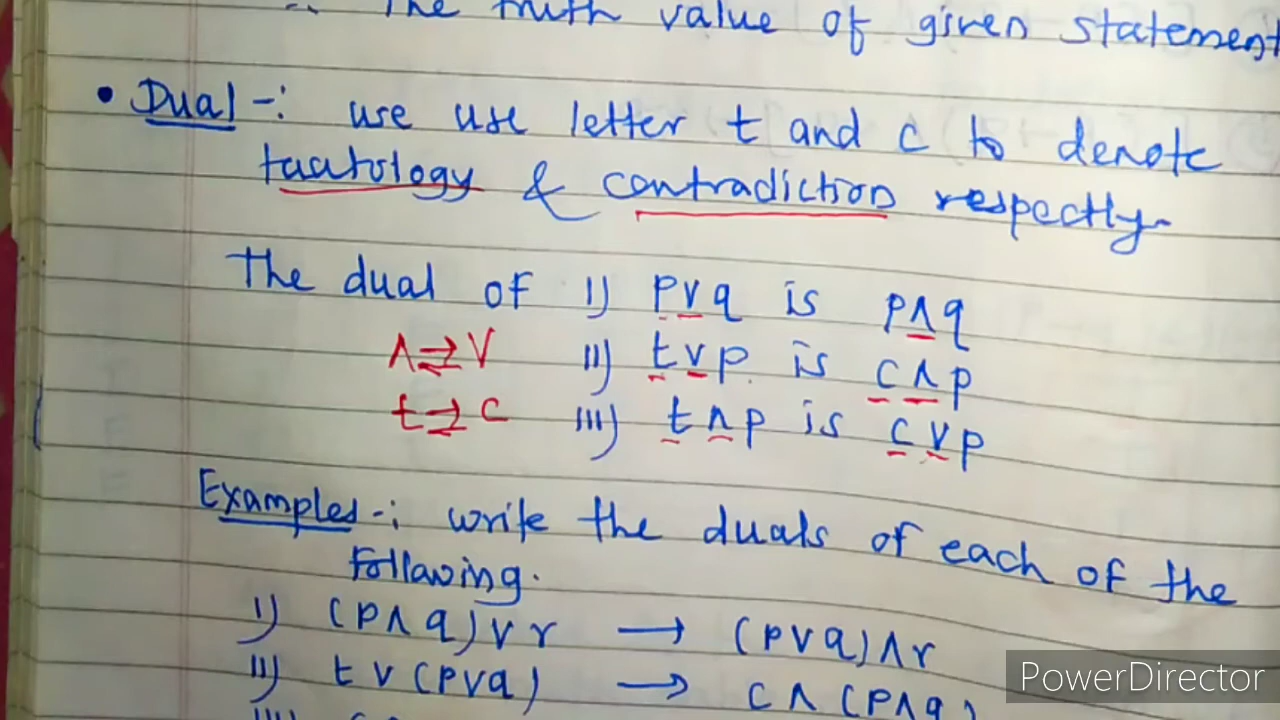 The truth value of given statement
• Dual -: use use letter t and c to denote
tautology & contradiction respectly
The dual of i) p∨q is p∧q
∧⇄∨ ii) t∨p is c∧p
t⇄c iii) t∧p is c∨p
Examples -: write the duals of each of the
following.
i) (p∧q)∨r → (p∨q)∧r
ii) t∨(p∨q) → c∧(p∧q)
PowerDirector